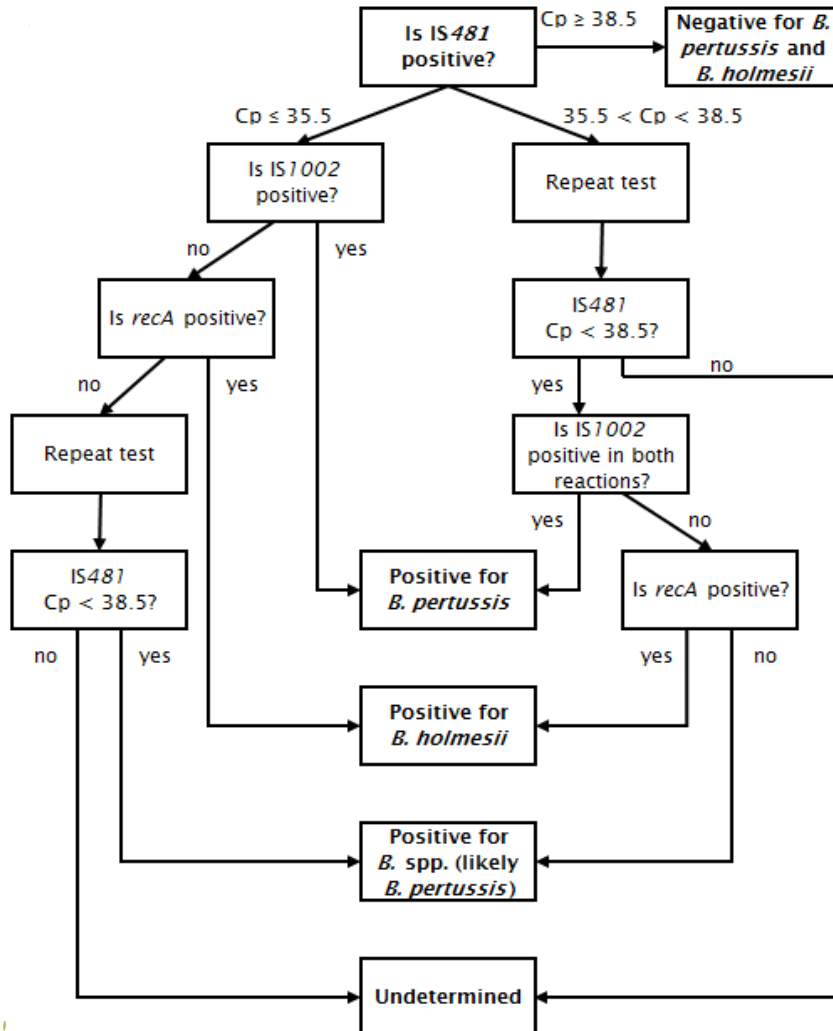 Is IS481
positive?
Cp ≥ 38.5
Negative for B.
pertussis and
B. holmesii
Cp ≤ 35.5
35.5 < Cp < 38.5
Is IS1002
positive?
Repeat test
no
yes
Is recA positive?
IS481
Cp < 38.5?
no
yes
yes
no
Repeat test
Is IS1002
positive in both
reactions?
yes
no
IS481
Cp < 38.5?
Positive for
B. pertussis
Is recA positive?
no
yes
yes
no
Positive for
B. holmesii
Positive for
B. spp. (likely
B. pertussis)
Undetermined